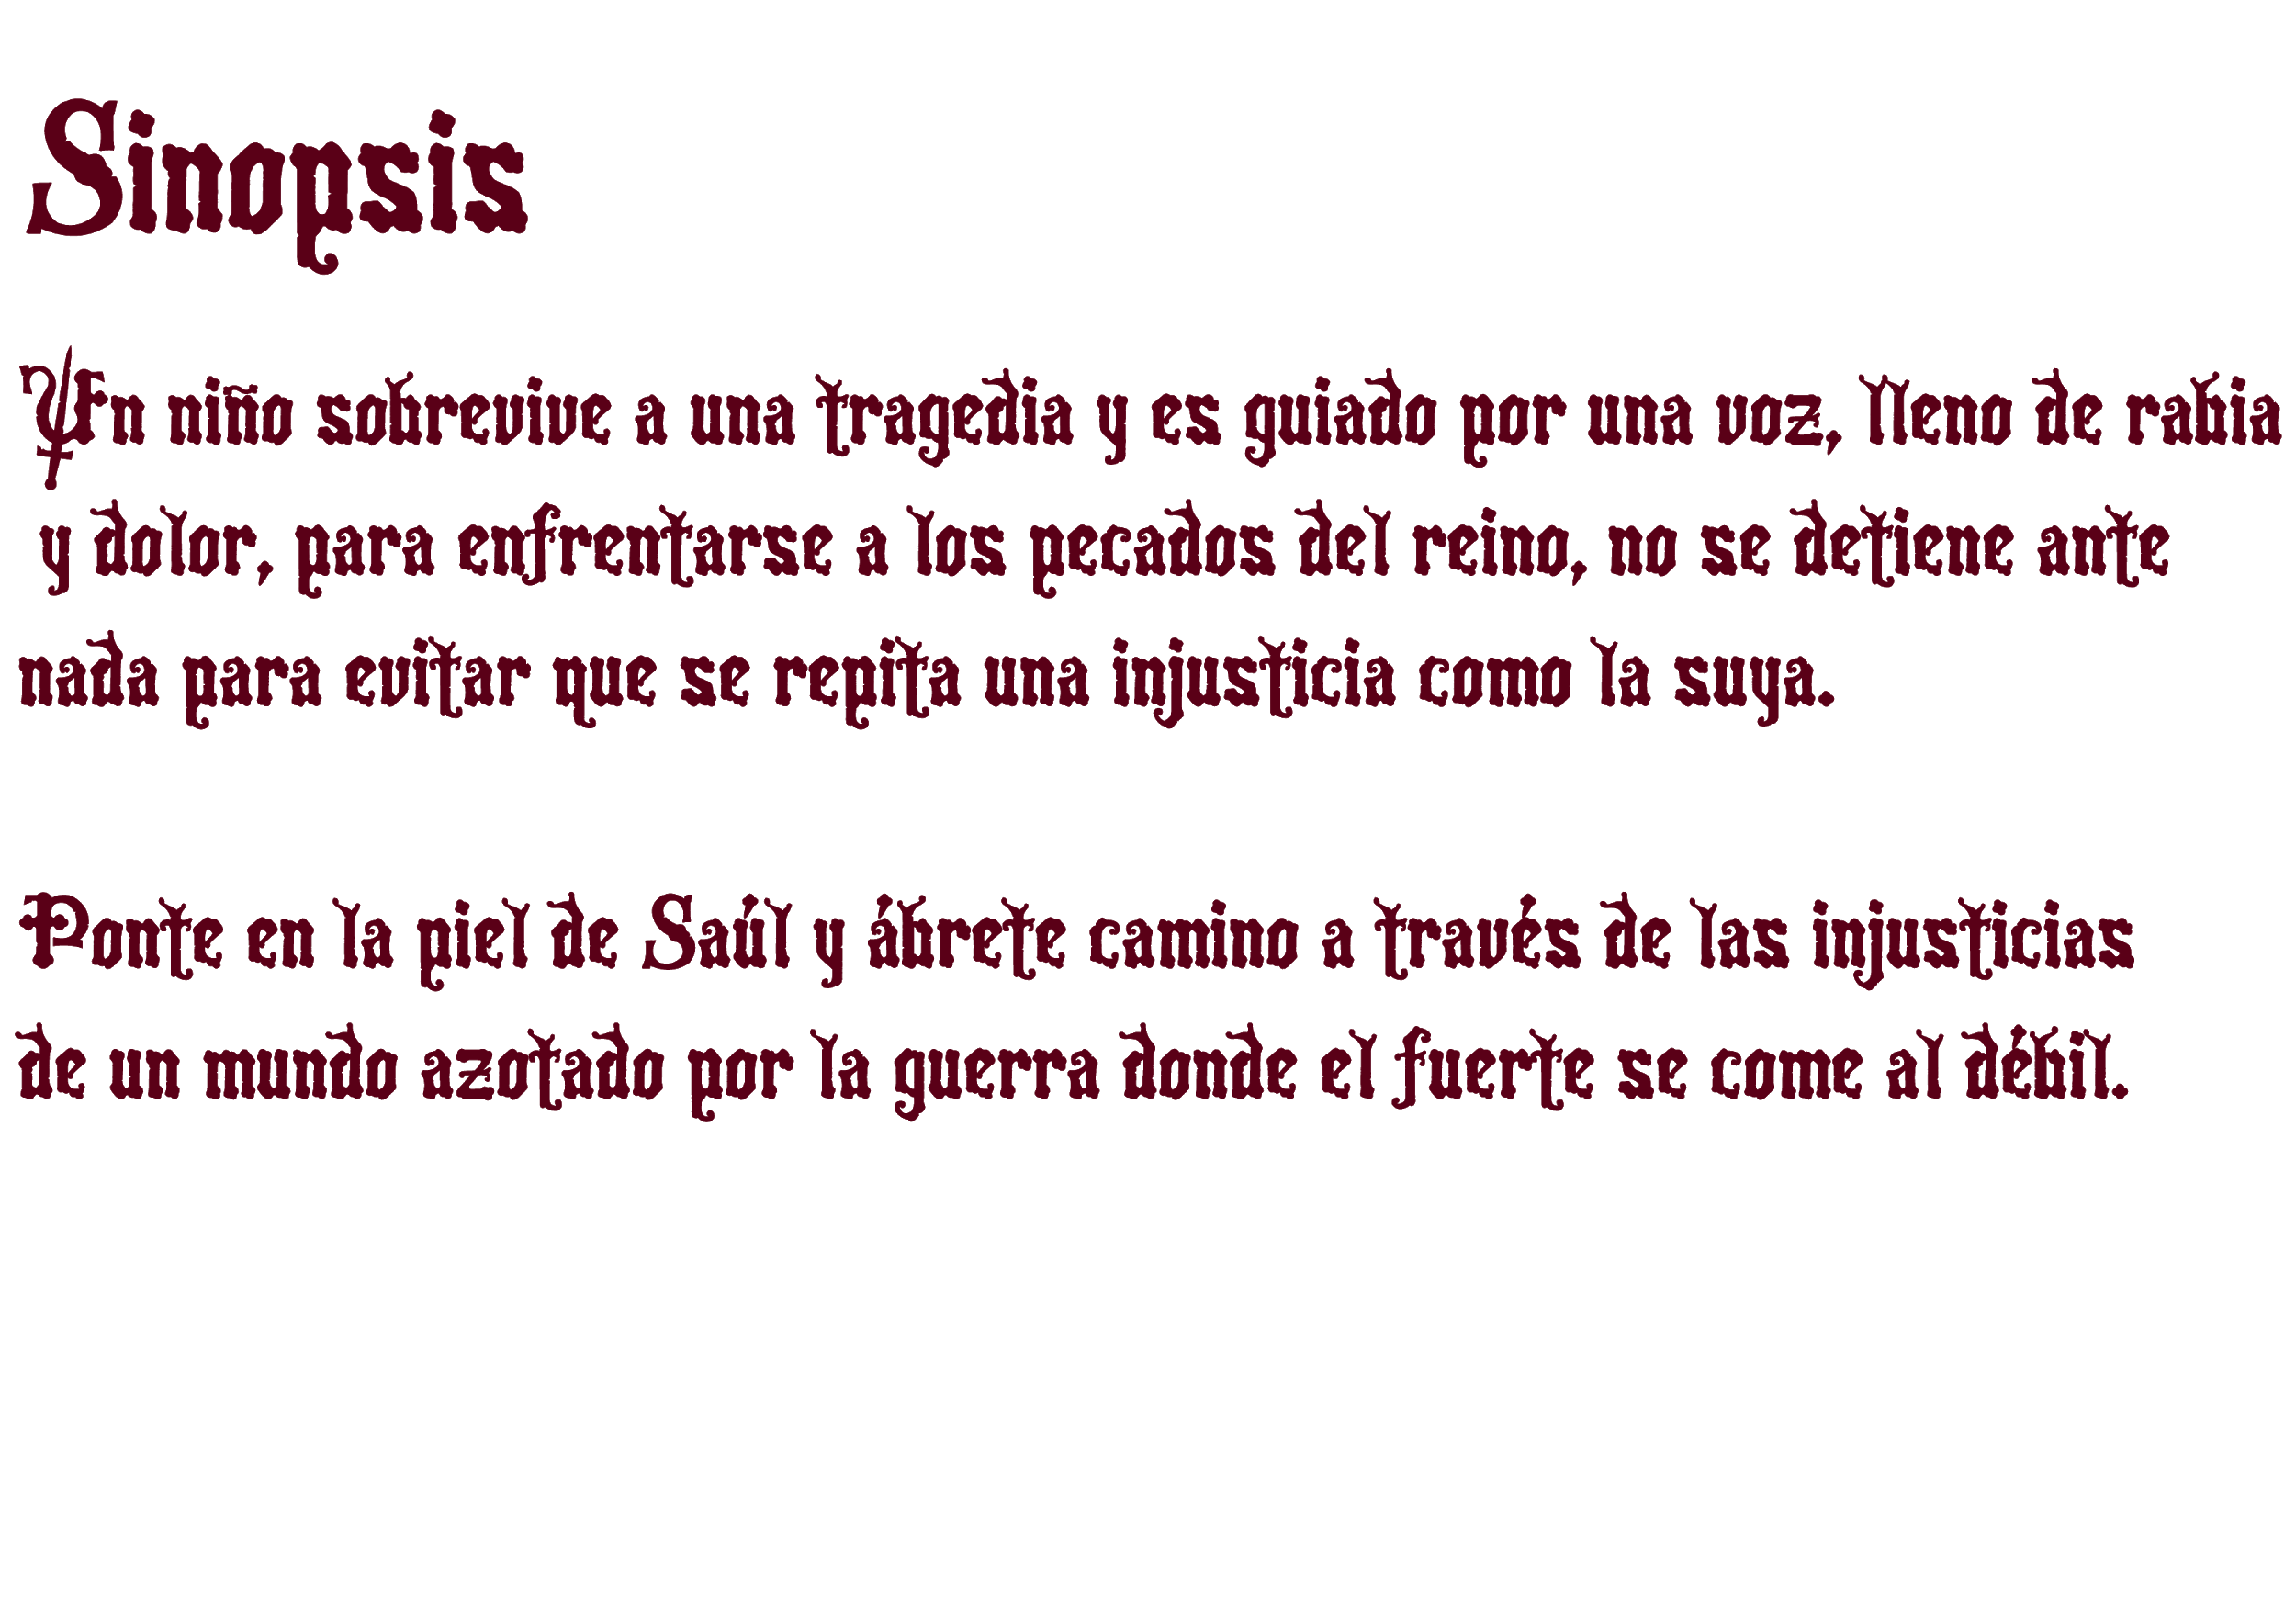 Sinopsis
Un niño sobrevive a una tragedia y es guiado por una voz, lleno de rabia
y dolor, para enfrentarse a los pecados del reino, no se detiene ante
nada para evitar que se repita una injusticia como la suya.
Ponte en la piel de Saúl y ábrete camino a través de las injusticias
de un mundo azotado por la guerra donde el fuerte se come al débil.